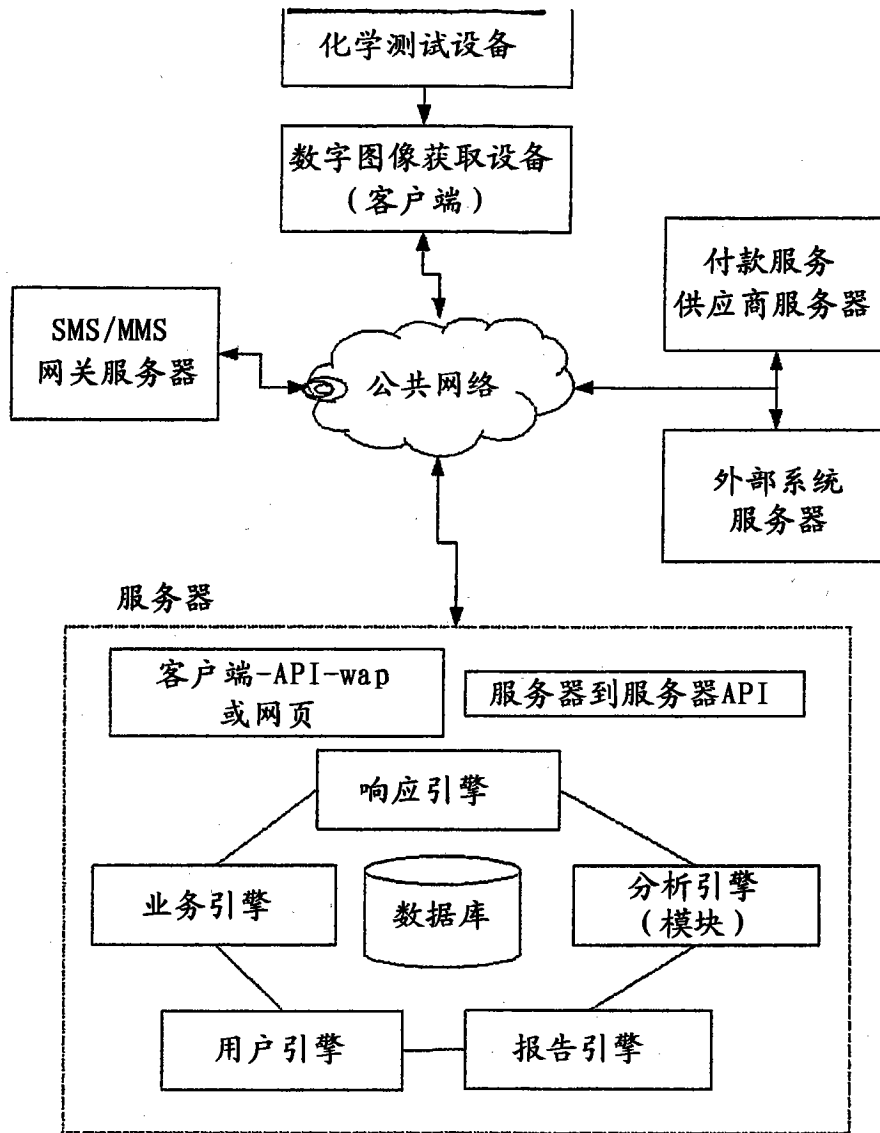 化学测试设备
数字图像获取设备
(客户端)
付款服务
供应商服务器
SMS/MMS
网关服务器
公共网络
外部系统
服务器
服务器
客户端-API-wap
或网页
服务器到服务器API
响应引擎
业务引擎
数据库
分析引擎
(模块)
用户引擎
报告引擎